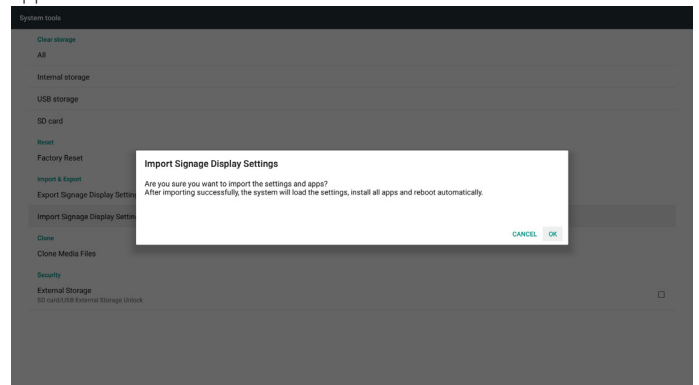 System tools
Clear storage
All
Internal storage
USB storage
SD card
Reset
Factory Reset
Import & Export
Export Signage Display Settin
Import Signage Display Settin
Clone
Clone Media Files
Security
External Storage
SD card/USB External Storage Unlock
Import Signage Display Settings
Are you sure you want to import the settings and apps?
After importing successfully, the system will load the settings, install all apps and reboot automatically.
CANCEL OK